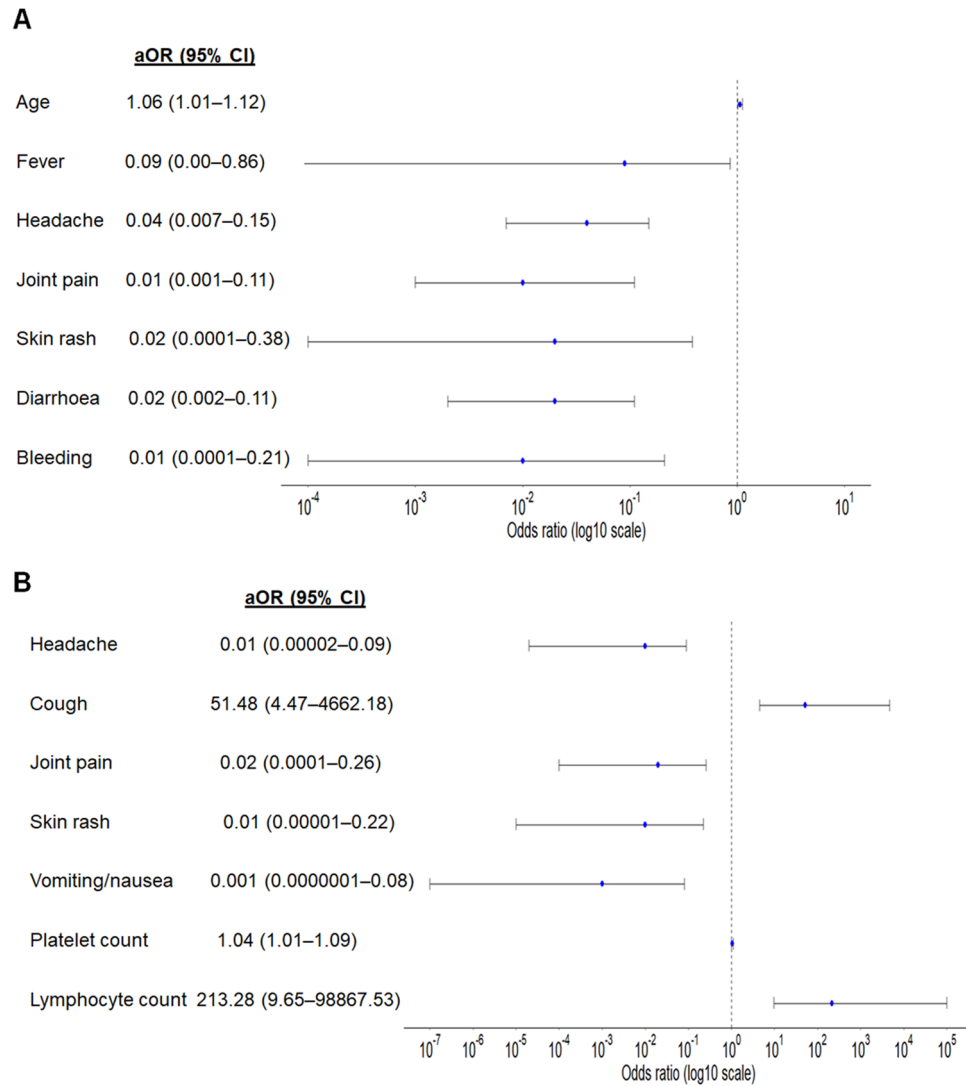 A
aOR (95% CI)
Age 1.06 (1.01–1.12)
Fever 0.09 (0.00–0.86)
Headache 0.04 (0.007–0.15)
Joint pain 0.01 (0.001–0.11)
Skin rash 0.02 (0.0001–0.38)
Diarrhoea 0.02 (0.002–0.11)
Bleeding 0.01 (0.0001–0.21)
10⁻⁴ 10⁻³ 10⁻² 10⁻¹ 10⁰ 10¹
Odds ratio (log10 scale)
B
aOR (95% CI)
Headache 0.01 (0.00002–0.09)
Cough 51.48 (4.47–4662.18)
Joint pain 0.02 (0.0001–0.26)
Skin rash 0.01 (0.00001–0.22)
Vomiting/nausea 0.001 (0.0000001–0.08)
Platelet count 1.04 (1.01–1.09)
Lymphocyte count 213.28 (9.65–98867.53)
10⁻⁷ 10⁻⁶ 10⁻⁵ 10⁻⁴ 10⁻³ 10⁻² 10⁻¹ 10⁰ 10¹ 10² 10³ 10⁴ 10⁵
Odds ratio (log10 scale)